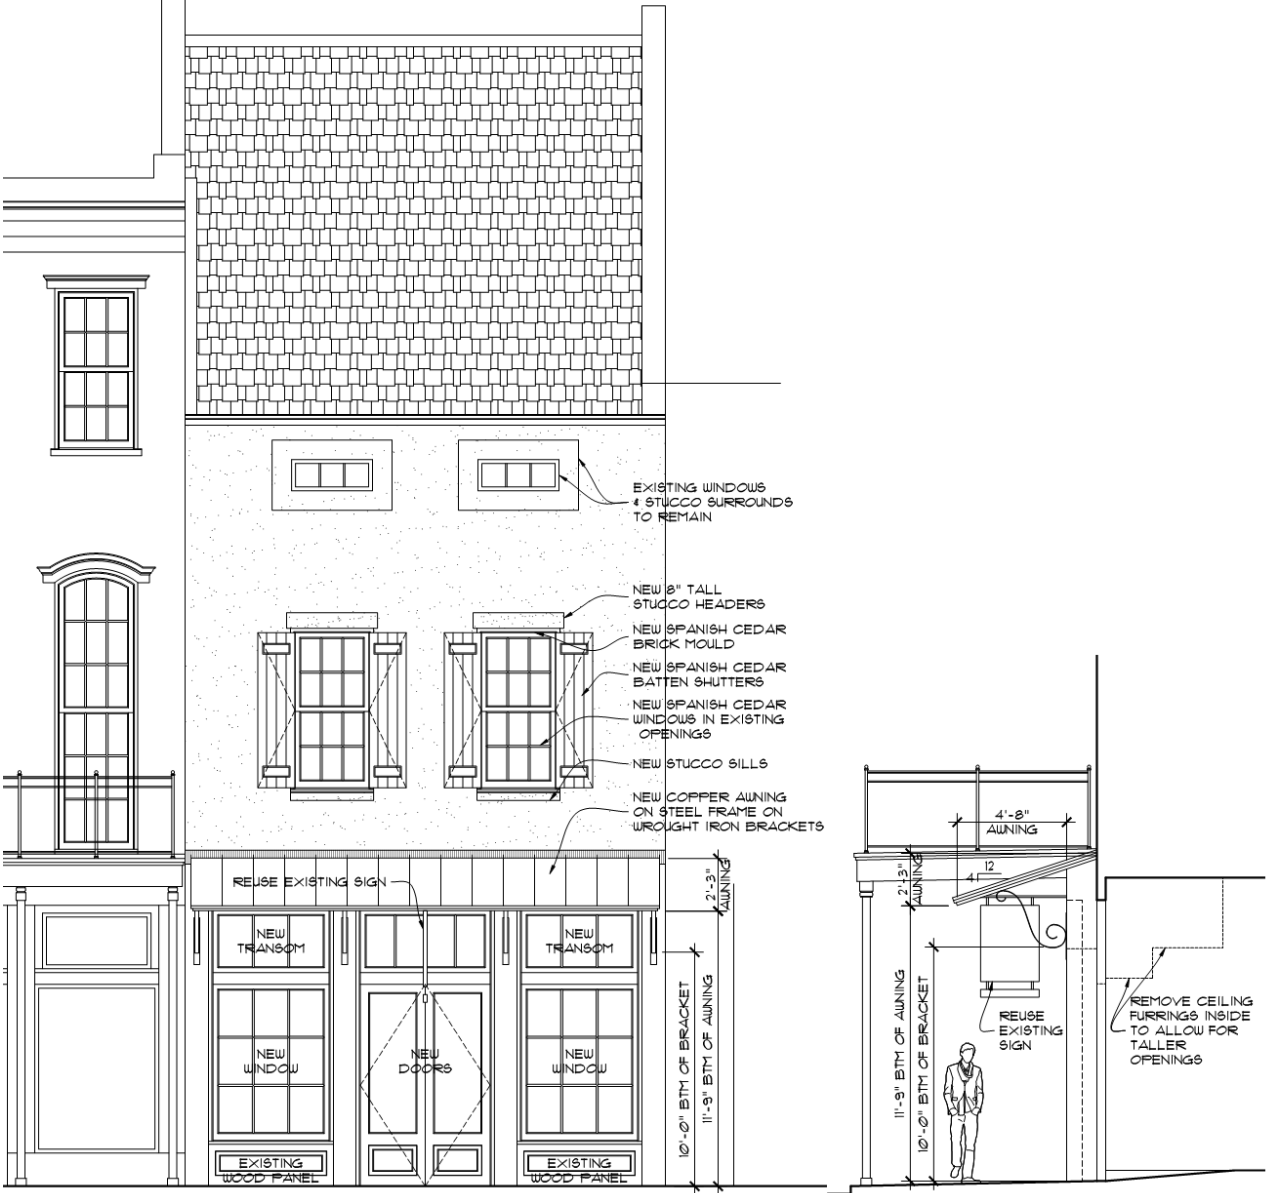 EXISTING WINDOWS
& STUCCO SURROUNDS
TO REMAIN
NEW 8" TALL
STUCCO HEADERS
NEW SPANISH CEDAR
BRICK MOULD
NEW SPANISH CEDAR
BATTEN SHUTTERS
NEW SPANISH CEDAR
WINDOWS IN EXISTING
OPENINGS
NEW STUCCO SILLS
NEW COPPER AWNING
ON STEEL FRAME ON
WROUGHT IRON BRACKETS
REUSE EXISTING SIGN
2'-3"
AWNING
NEW
TRANSOM
NEW
TRANSOM
NEW
WINDOW
NEW
DOORS
NEW
WINDOW
EXISTING
WOOD PANEL
EXISTING
WOOD PANEL
10'-0" BTM OF BRACKET
11'-9" BTM OF AWNING
4'-8"
AWNING
12
4
2'-3"
AWNING
11'-9" BTM OF AWNING
10'-0" BTM OF BRACKET
REUSE
EXISTING
SIGN
REMOVE CEILING
FURRINGS INSIDE
TO ALLOW FOR
TALLER
OPENINGS